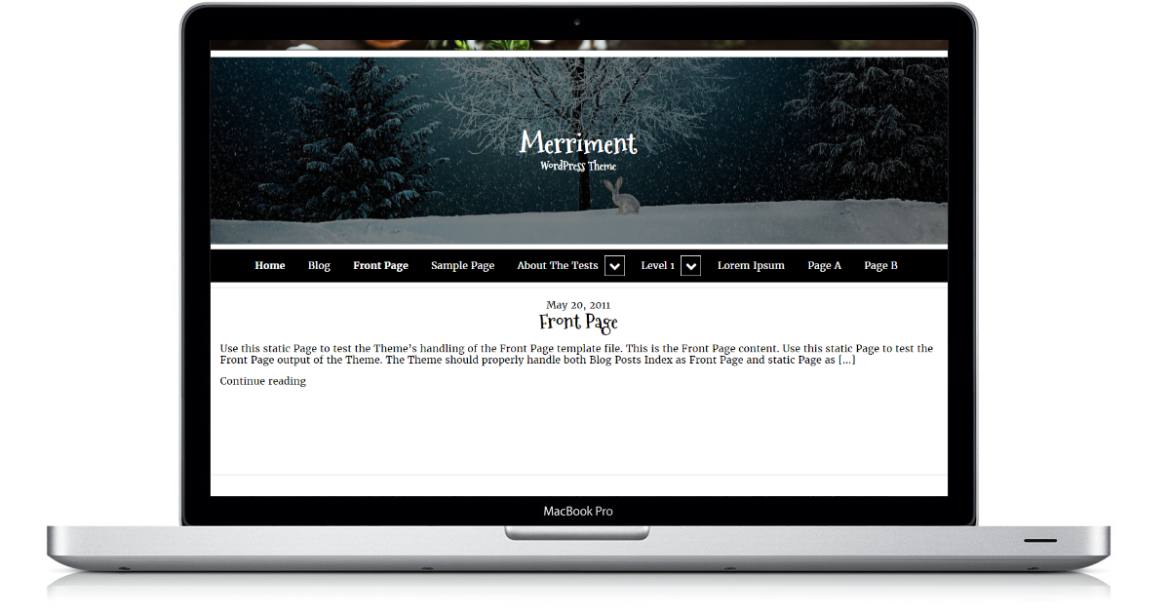 Merriment
WordPress Theme
Home Blog Front Page Sample Page About The Tests Level 1 Lorem Ipsum Page A Page B
May 20, 2011
Front Page
Use this static Page to test the Theme’s handling of the Front Page template file. This is the Front Page content. Use this static Page to test the
Front Page output of the Theme. The Theme should properly handle both Blog Posts Index as Front Page and static Page as […]
Continue reading
MacBook Pro